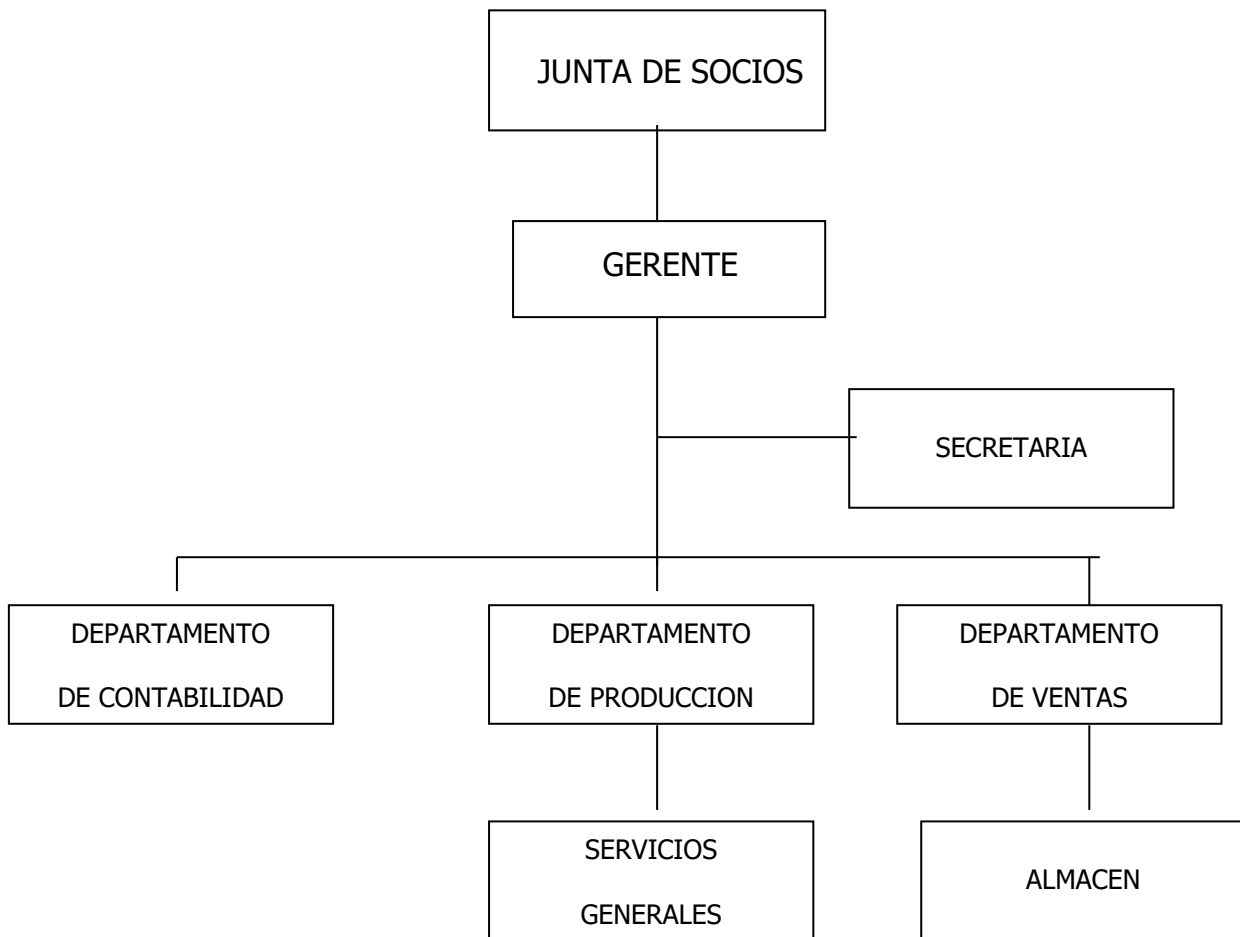 JUNTA DE SOCIOS
GERENTE
SECRETARIA
DEPARTAMENTO
DE CONTABILIDAD
DEPARTAMENTO
DE PRODUCCION
DEPARTAMENTO
DE VENTAS
SERVICIOS
GENERALES
ALMACEN